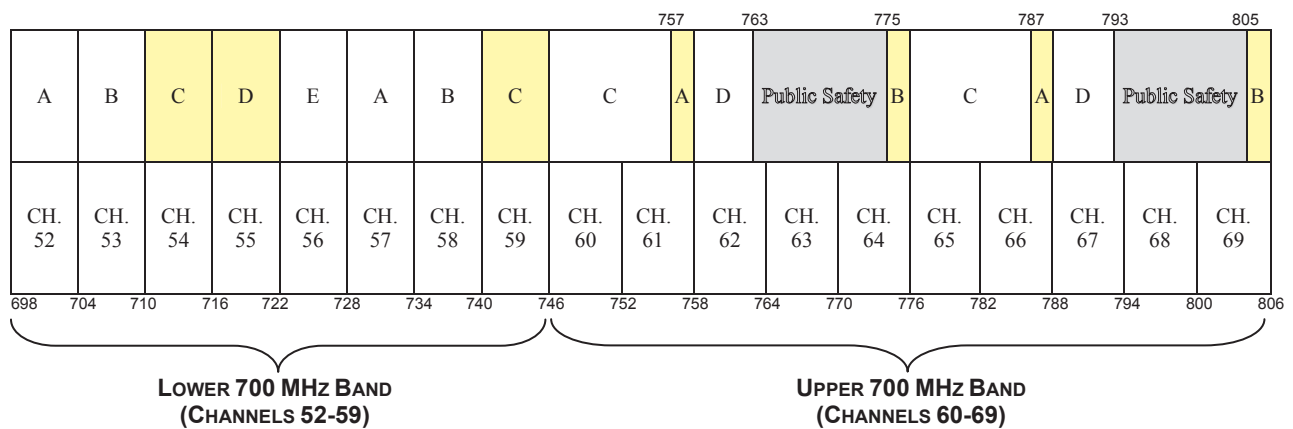 757 763 775 787 793 805
A B C D E A B C C A D Public Safety B C A D Public Safety B
CH. CH. CH. CH. CH. CH. CH. CH. CH. CH. CH. CH. CH. CH. CH. CH. CH. CH.
52 53 54 55 56 57 58 59 60 61 62 63 64 65 66 67 68 69
698 704 710 716 722 728 734 740 746 752 758 764 770 776 782 788 794 800 806
LOWER 700 MHZ BAND
(CHANNELS 52-59)
UPPER 700 MHZ BAND
(CHANNELS 60-69)